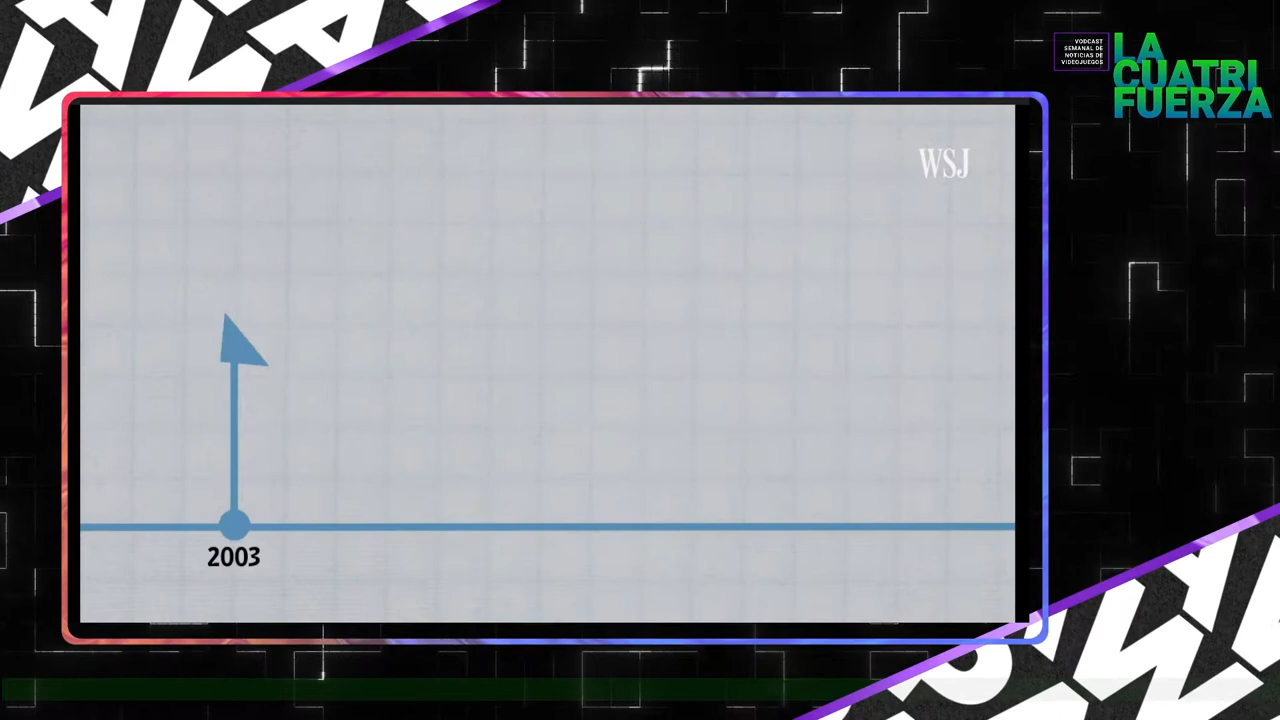 VODCAST
SEMANAL DE
NOTICIAS DE
VIDEOJUEGOS
LA
CUATRI
FUERZA
WSJ
2003